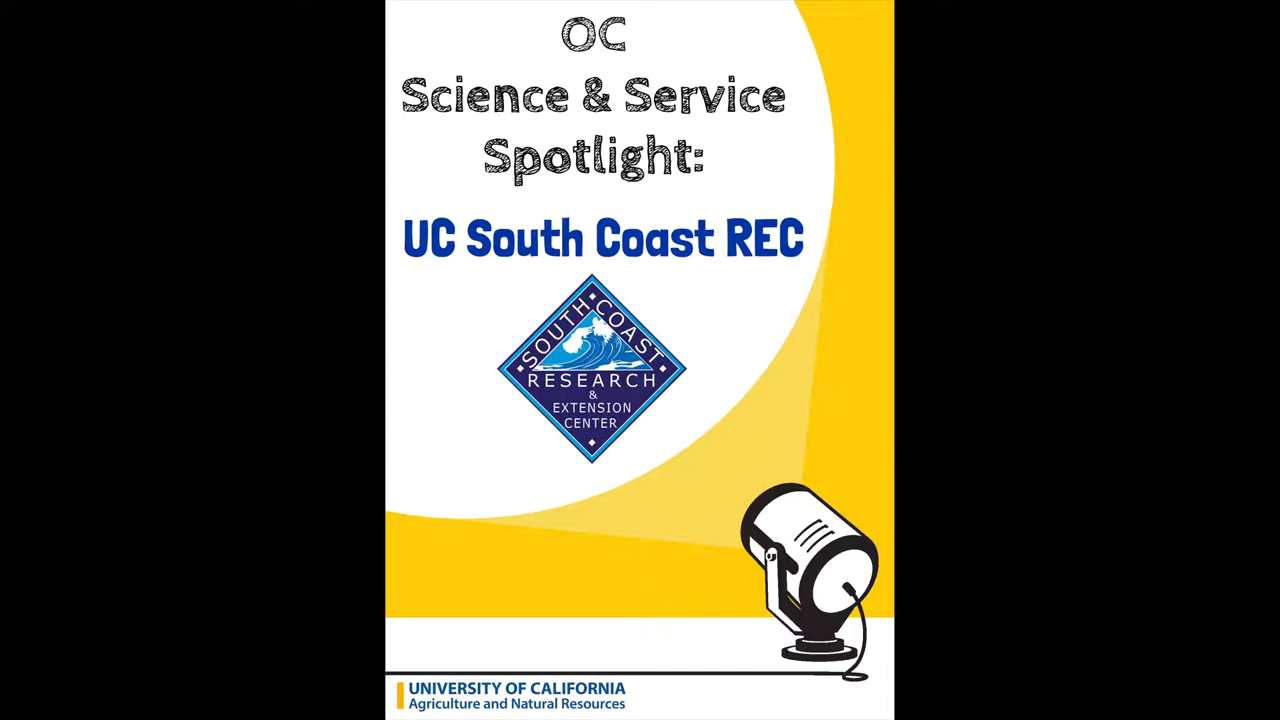 OC
Science & Service
Spotlight:
UC South Coast REC
SOUTH COAST
RESEARCH
&
EXTENSION
CENTER
UNIVERSITY OF CALIFORNIA
Agriculture and Natural Resources